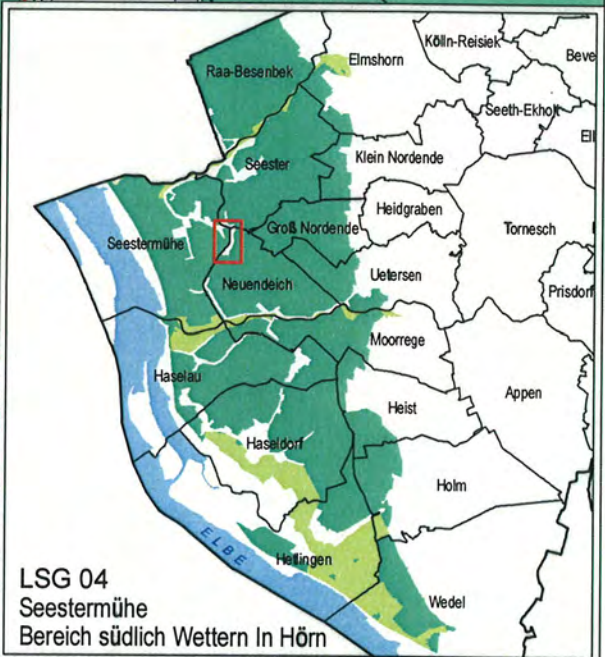 Kölln-Reisiek
Elmshorn
Beve
Raa-Besenbek
Seeth-Ekholt
Ell
Klein Nordende
Seester
Heidgraben
Groß Nordende
Tornesch
Seestermühe
Uetersen
Neuendeich
Prisdorf
Moorrege
Haselau
Appen
Heist
Haseldorf
Holm
ELBE
Hetlingen
Wedel
LSG 04
Seestermühe
Bereich südlich Wettern In Hörn